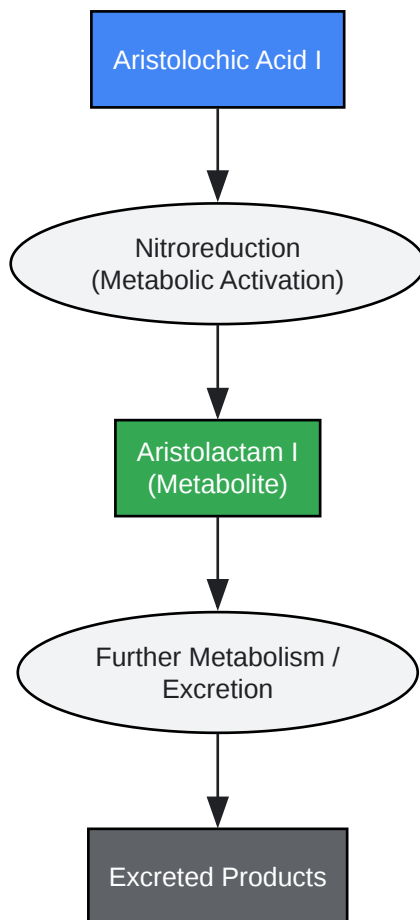 Aristolochic Acid I
Nitroreduction
(Metabolic Activation)
Aristolactam I
(Metabolite)
Further Metabolism /
Excretion
Excreted Products